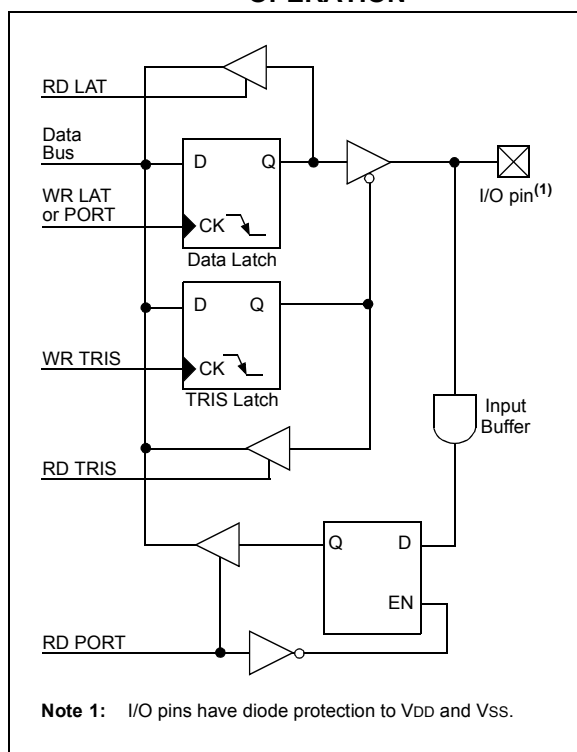 OPERATION
RD LAT
Data
Bus
D Q
WR LAT
or PORT
I/O pin(1)
CK
Data Latch
D Q
WR TRIS
CK
TRIS Latch
Input
Buffer
RD TRIS
Q D
EN
RD PORT
Note 1: I/O pins have diode protection to VDD and VSS.